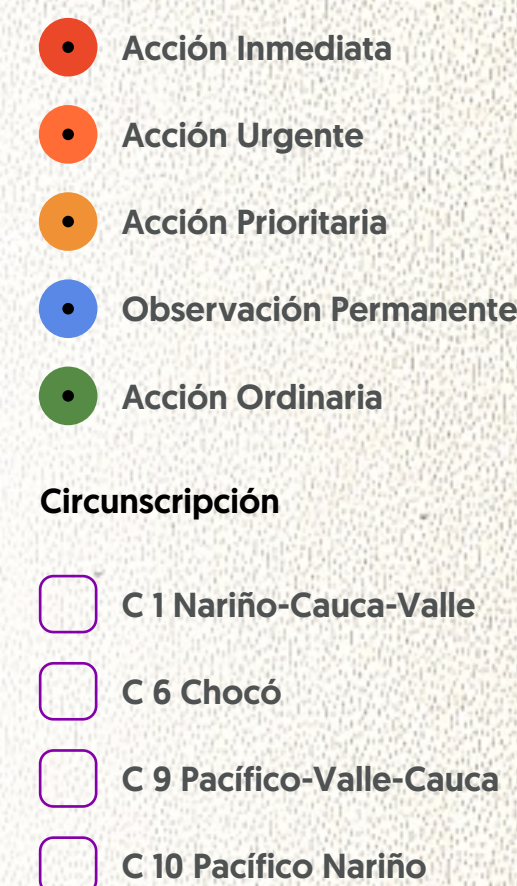 Acción Inmediata
Acción Urgente
Acción Prioritaria
Observación Permanente
Acción Ordinaria
Circunscripción
C 1 Nariño-Cauca-Valle
C 6 Chocó
C 9 Pacífico-Valle-Cauca
C 10 Pacífico Nariño